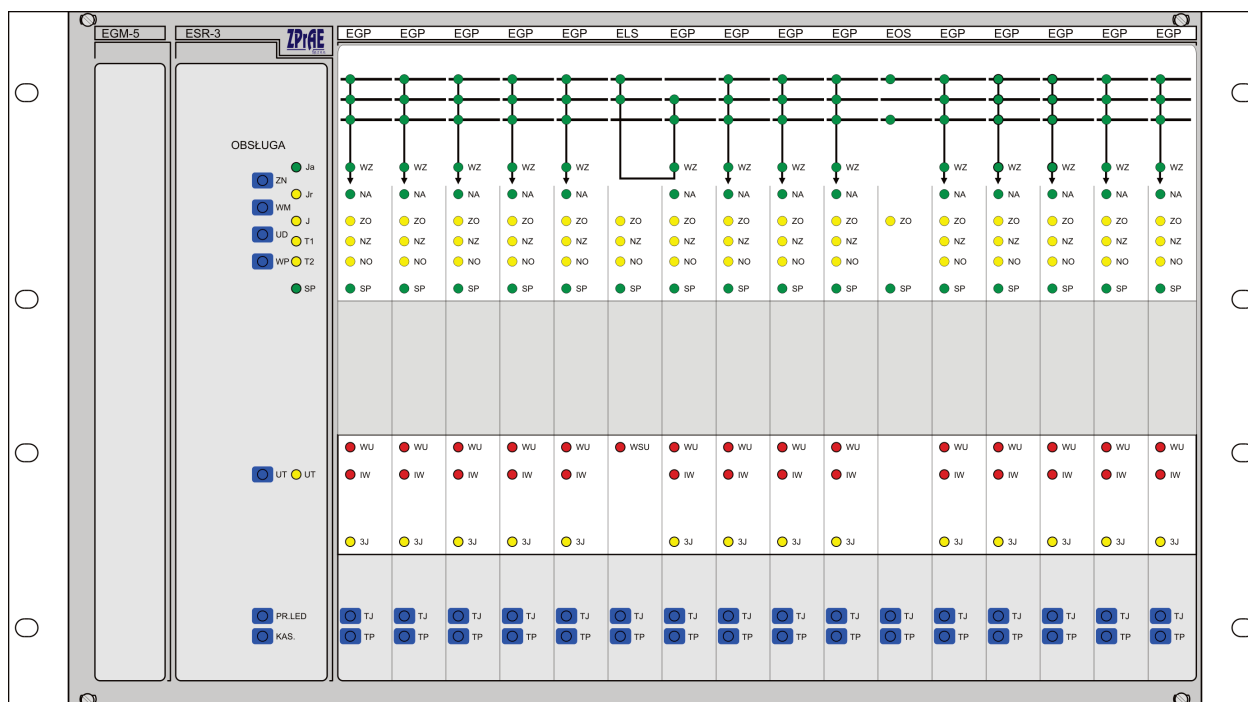 EGM-5 ESR-3 ZPrAE EGP EGP EGP EGP EGP ELS EGP EGP EGP EGP EOS EGP EGP EGP EGP EGP
OBSŁUGA
Ja WZ WZ WZ WZ WZ WZ WZ WZ WZ WZ WZ WZ WZ WZ
ZN
Jr NA NA NA NA NA NA NA NA NA NA NA NA NA NA
WM
J ZO ZO ZO ZO ZO ZO ZO ZO ZO ZO ZO ZO ZO ZO ZO ZO
UD
T1 NZ NZ NZ NZ NZ NZ NZ NZ NZ NZ NZ NZ NZ NZ NZ
WP T2 NO NO NO NO NO NO NO NO NO NO NO NO NO NO NO
SP SP SP SP SP SP SP SP SP SP SP SP SP SP SP SP SP
WU WU WU WU WU WSU WU WU WU WU WU WU WU WU WU
UT UT IW IW IW IW IW IW IW IW IW IW IW IW IW IW
3J 3J 3J 3J 3J 3J 3J 3J 3J 3J 3J 3J 3J 3J
PR.LED TJ TJ TJ TJ TJ TJ TJ TJ TJ TJ TJ TJ TJ TJ TJ TJ
KAS. TP TP TP TP TP TP TP TP TP TP TP TP TP TP TP TP